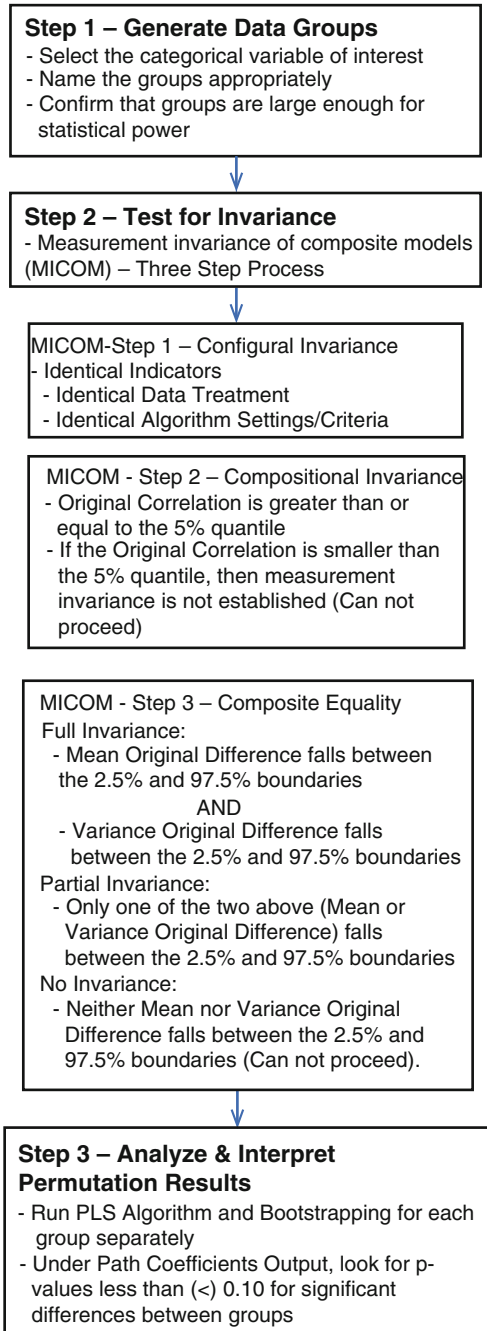 Step 1 – Generate Data Groups
- Select the categorical variable of interest
- Name the groups appropriately
- Confirm that groups are large enough for
statistical power
Step 2 – Test for Invariance
- Measurement invariance of composite models
(MICOM) – Three Step Process
MICOM-Step 1 – Configural Invariance
- Identical Indicators
- Identical Data Treatment
- Identical Algorithm Settings/Criteria
MICOM - Step 2 – Compositional Invariance
- Original Correlation is greater than or
equal to the 5% quantile
- If the Original Correlation is smaller than
the 5% quantile, then measurement
invariance is not established (Can not
proceed)
MICOM - Step 3 – Composite Equality
Full Invariance:
- Mean Original Difference falls between
the 2.5% and 97.5% boundaries
AND
- Variance Original Difference falls
between the 2.5% and 97.5% boundaries
Partial Invariance:
- Only one of the two above (Mean or
Variance Original Difference) falls
between the 2.5% and 97.5% boundaries
No Invariance:
- Neither Mean nor Variance Original
Difference falls between the 2.5% and
97.5% boundaries (Can not proceed).
Step 3 – Analyze & Interpret
Permutation Results
- Run PLS Algorithm and Bootstrapping for each
group separately
- Under Path Coefficients Output, look for p-
values less than (<) 0.10 for significant
differences between groups